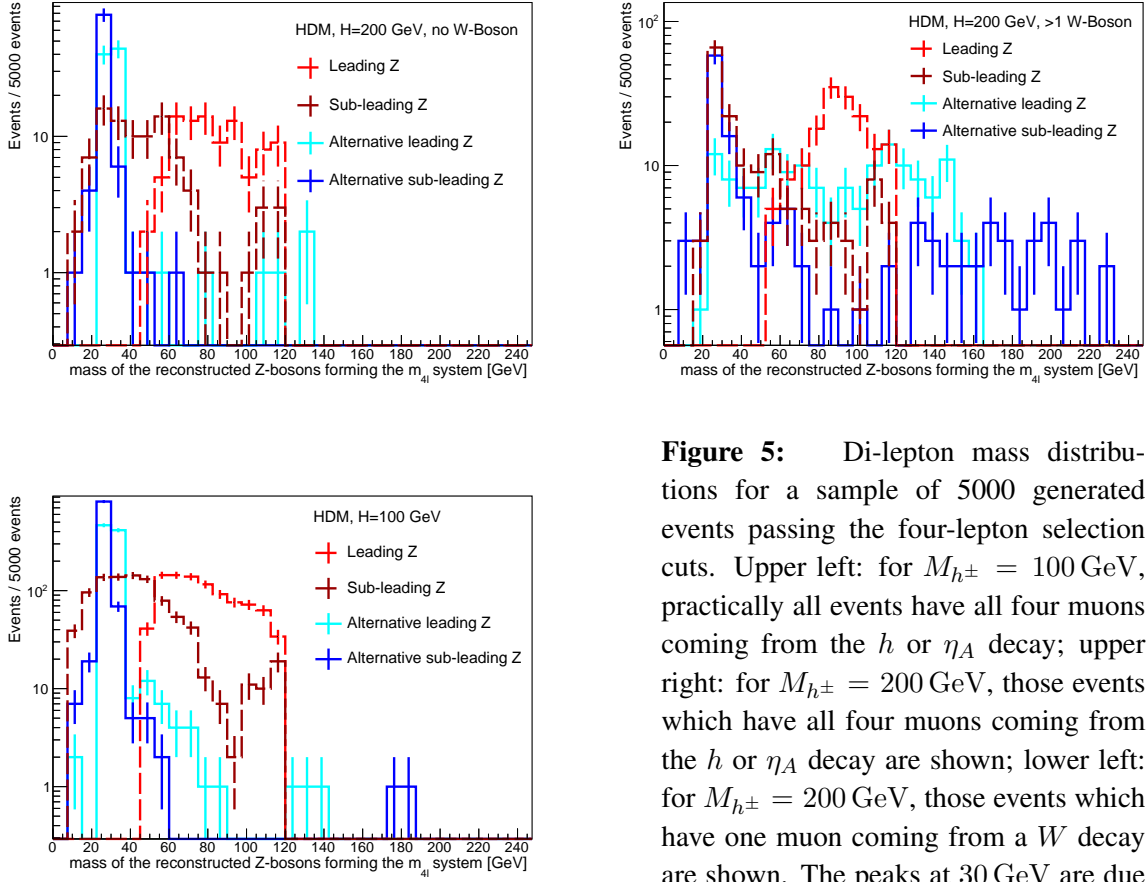 HDM, H=200 GeV, no W-Boson
Leading Z
Sub-leading Z
Alternative leading Z
Alternative sub-leading Z
Events / 5000 events
10
1
0 20 40 60 80 100 120 140 160 180 200 220 240
mass of the reconstructed Z-bosons forming the m4l system [GeV]
HDM, H=200 GeV, >1 W-Boson
Leading Z
Sub-leading Z
Alternative leading Z
Alternative sub-leading Z
Events / 5000 events
10²
10
1
0 20 40 60 80 100 120 140 160 180 200 220 240
mass of the reconstructed Z-bosons forming the m4l system [GeV]
HDM, H=100 GeV
Leading Z
Sub-leading Z
Alternative leading Z
Alternative sub-leading Z
Events / 5000 events
10²
10
1
0 20 40 60 80 100 120 140 160 180 200 220 240
mass of the reconstructed Z-bosons forming the m4l system [GeV]
Figure 5: Di-lepton mass distribu-
tions for a sample of 5000 generated
events passing the four-lepton selection
cuts. Upper left: for Mh± = 100 GeV,
practically all events have all four muons
coming from the h or ηA decay; upper
right: for Mh± = 200 GeV, those events
which have all four muons coming from
the h or ηA decay are shown; lower left:
for Mh± = 200 GeV, those events which
have one muon coming from a W decay
are shown. The peaks at 30 GeV are due